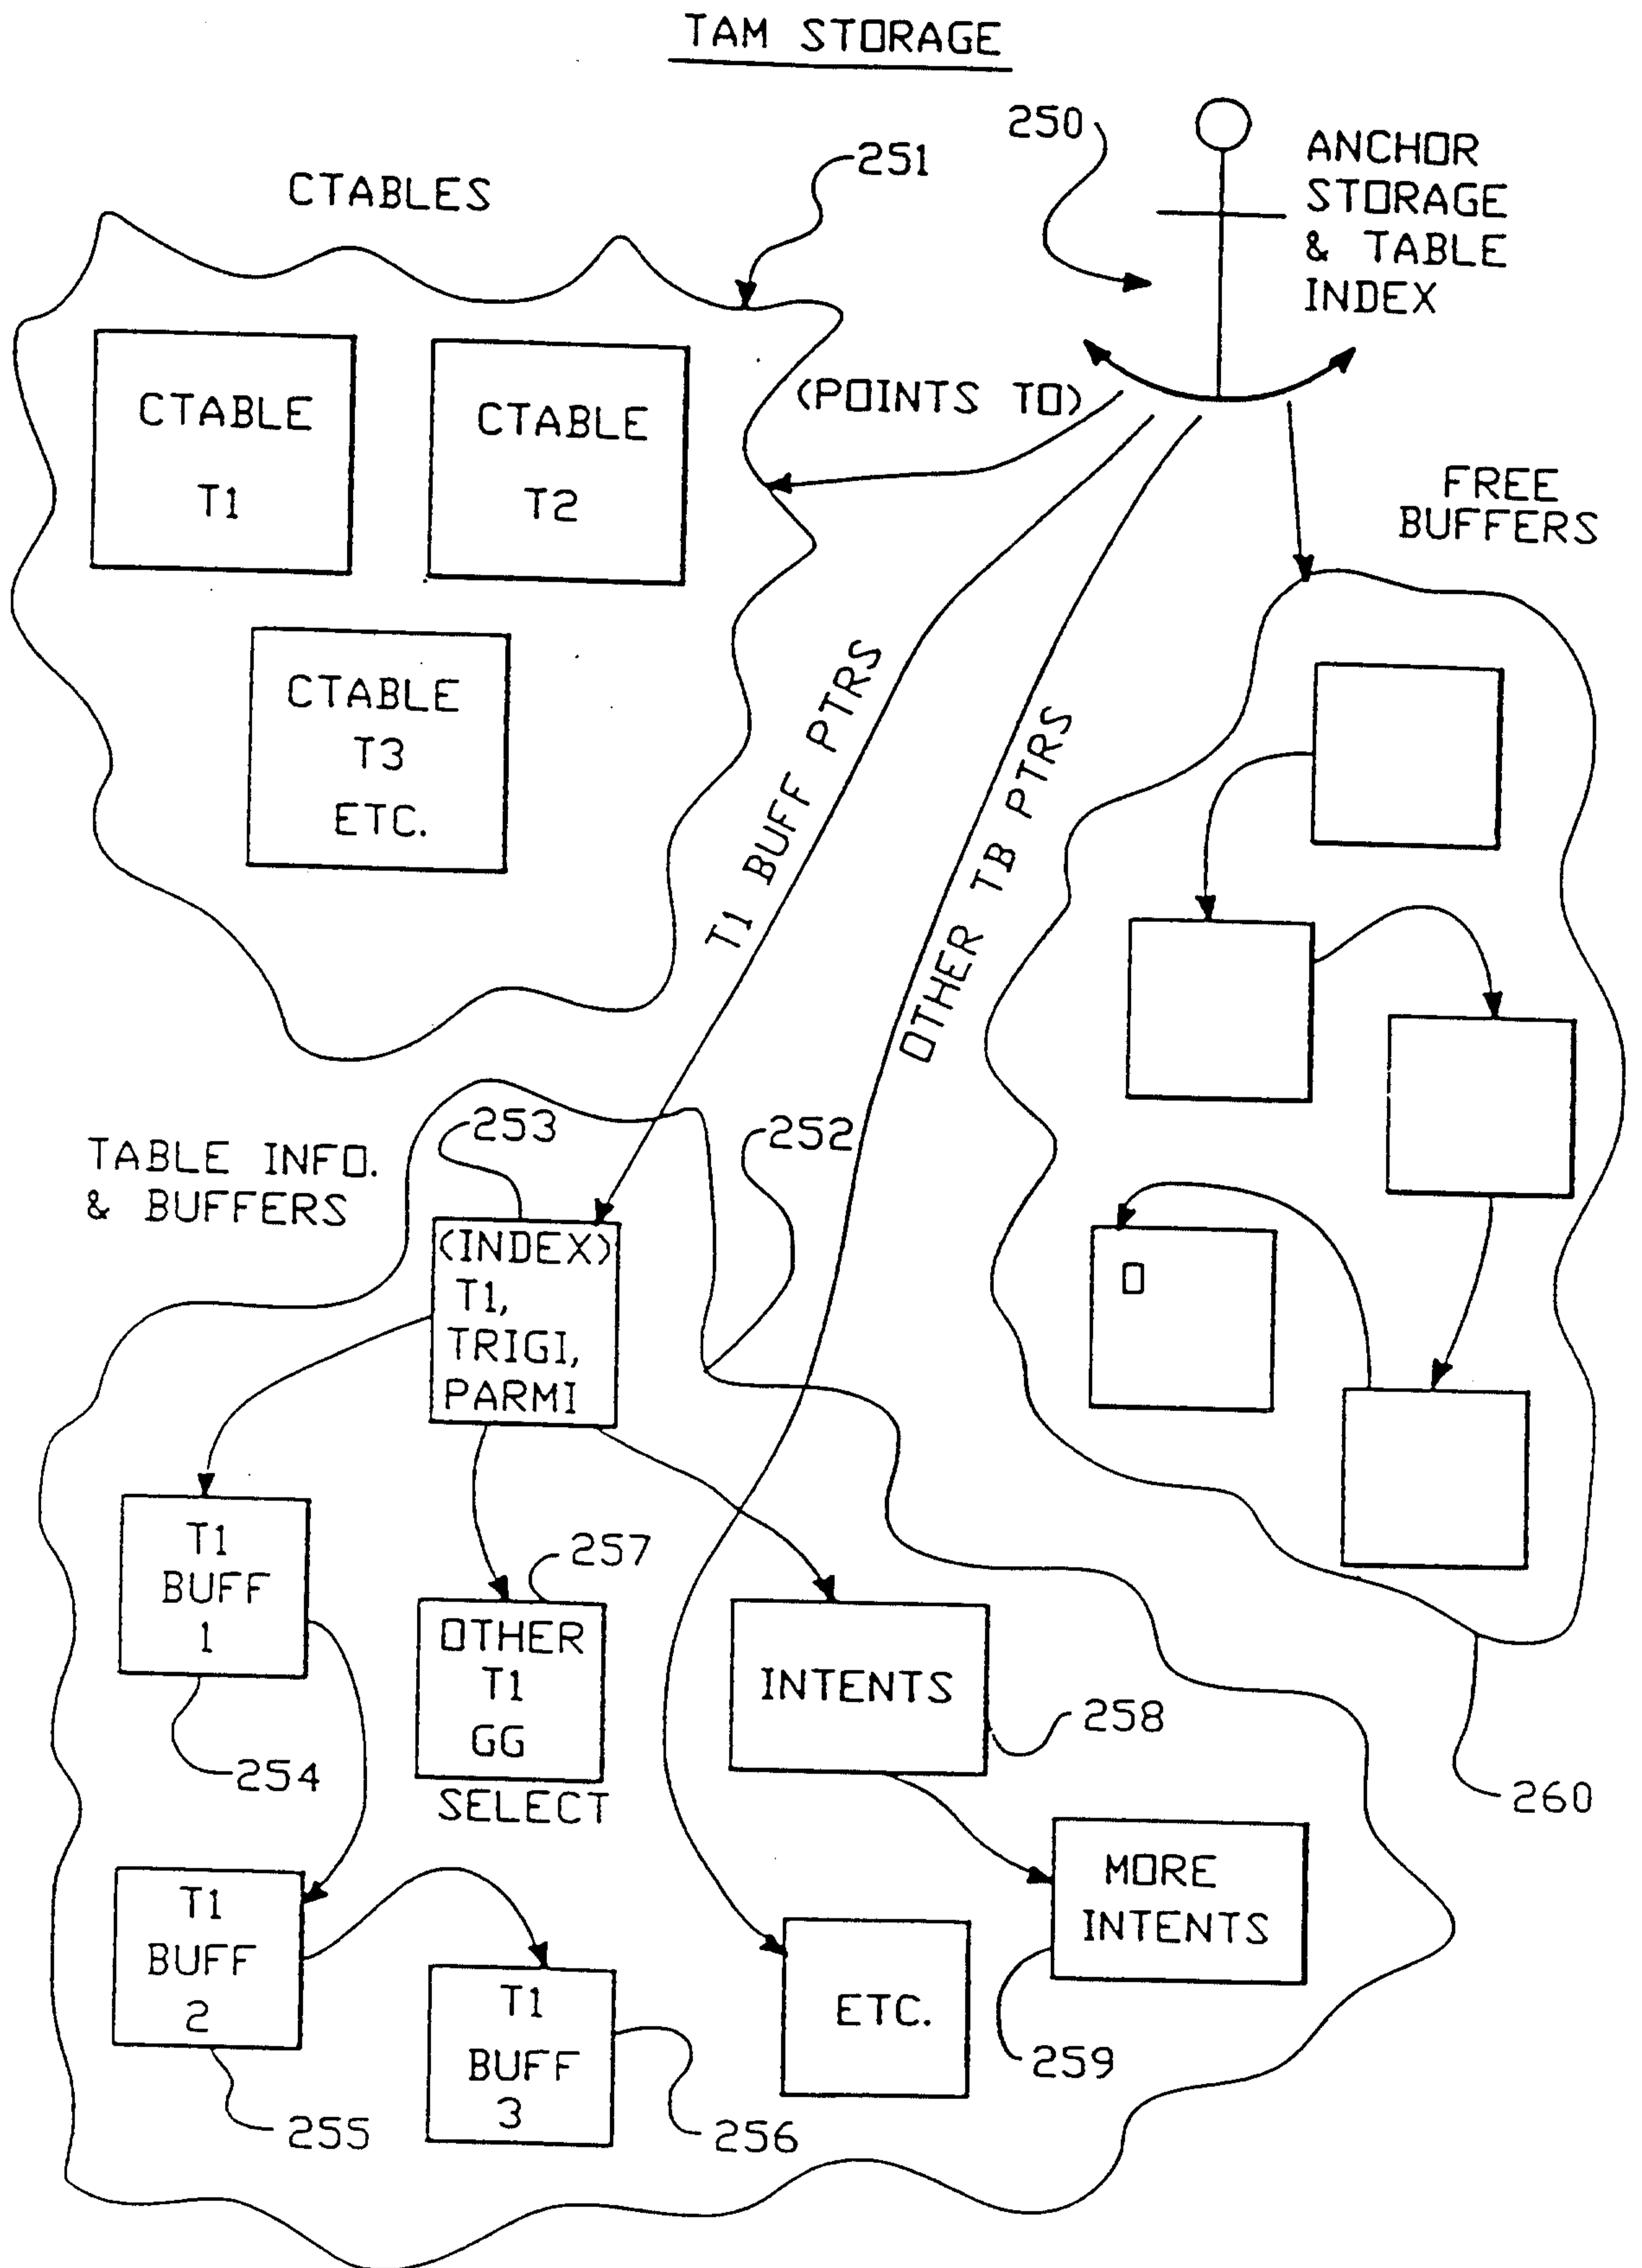 TAM STORAGE
250
ANCHOR
STORAGE
& TABLE
INDEX
251
CTABLES
CTABLE
T1
CTABLE
T2
(POINTS TO)
CTABLE
T3
ETC.
FREE
BUFFERS
T1 BUFF PTRS
OTHER TB PTRS
253
252
TABLE INFO.
& BUFFERS
(INDEX)
T1,
TRIGI,
PARMI
0
T1
BUFF
1
254
257
OTHER
T1
GG
SELECT
INTENTS
258
260
T1
BUFF
2
255
T1
BUFF
3
256
ETC.
MORE
INTENTS
259